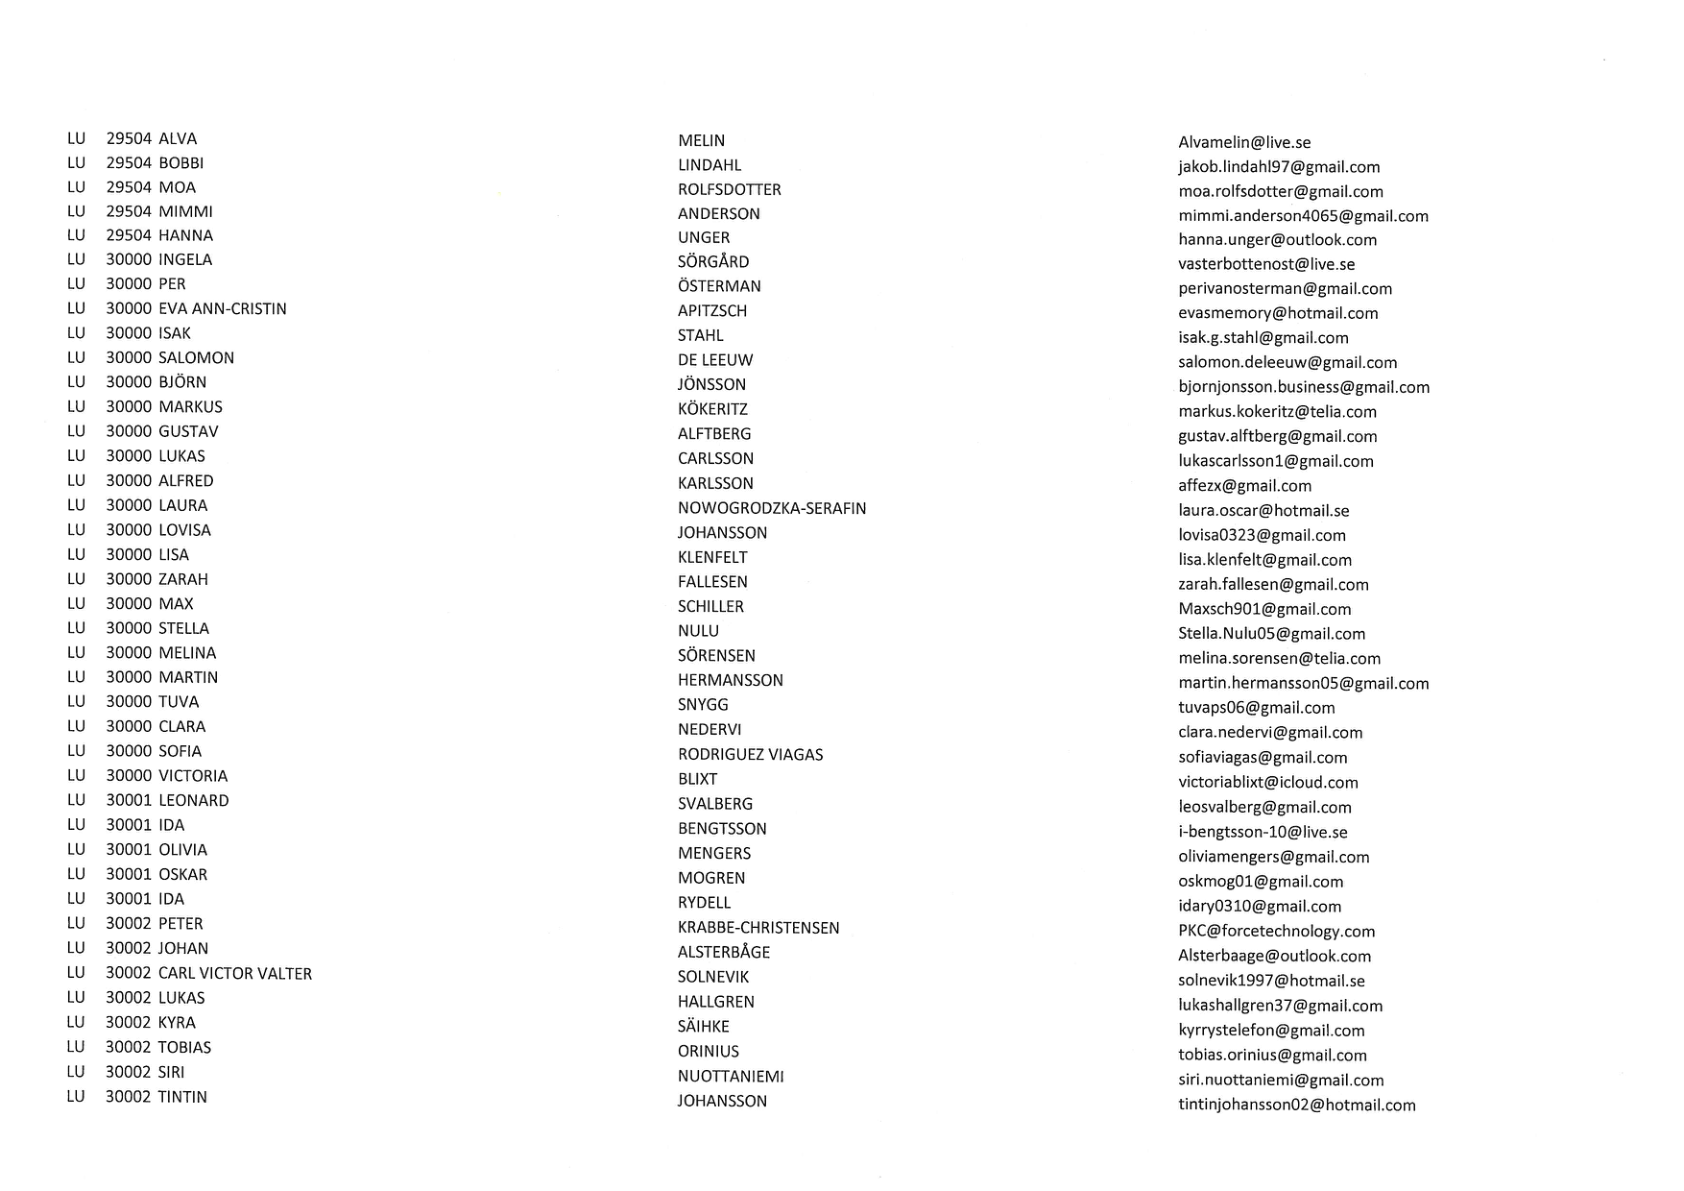 LU 29504 ALVA MELIN Alvamelin@live.se
LU 29504 BOBBI LINDAHL jakob.lindahl97@gmail.com
LU 29504 MOA ROLFSDOTTER moa.rolfsdotter@gmail.com
LU 29504 MIMMI ANDERSON mimmi.anderson4065@gmail.com
LU 29504 HANNA UNGER hanna.unger@outlook.com
LU 30000 INGELA SÖRGÅRD vasterbottenost@live.se
LU 30000 PER ÖSTERMAN perivanosterman@gmail.com
LU 30000 EVA ANN-CRISTIN APITZSCH evasmemory@hotmail.com
LU 30000 ISAK STAHL isak.g.stahl@gmail.com
LU 30000 SALOMON DE LEEUW salomon.deleeuw@gmail.com
LU 30000 BJÖRN JÖNSSON bjornjonsson.business@gmail.com
LU 30000 MARKUS KÖKERITZ markus.kokeritz@telia.com
LU 30000 GUSTAV ALFTBERG gustav.alftberg@gmail.com
LU 30000 LUKAS CARLSSON lukascarlsson1@gmail.com
LU 30000 ALFRED KARLSSON affezx@gmail.com
LU 30000 LAURA NOWOGRODZKA-SERAFIN laura.oscar@hotmail.se
LU 30000 LOVISA JOHANSSON lovisa0323@gmail.com
LU 30000 LISA KLENFELT lisa.klenfelt@gmail.com
LU 30000 ZARAH FALLESEN zarah.fallesen@gmail.com
LU 30000 MAX SCHILLER Maxsch901@gmail.com
LU 30000 STELLA NULU Stella.Nulu05@gmail.com
LU 30000 MELINA SÖRENSEN melina.sorensen@telia.com
LU 30000 MARTIN HERMANSSON martin.hermansson05@gmail.com
LU 30000 TUVA SNYGG tuvaps06@gmail.com
LU 30000 CLARA NEDERVI clara.nedervi@gmail.com
LU 30000 SOFIA RODRIGUEZ VIAGAS sofiaviagas@gmail.com
LU 30000 VICTORIA BLIXT victoriablixt@icloud.com
LU 30001 LEONARD SVALBERG leosvalberg@gmail.com
LU 30001 IDA BENGTSSON i-bengtsson-10@live.se
LU 30001 OLIVIA MENGERS oliviamengers@gmail.com
LU 30001 OSKAR MOGREN oskmog01@gmail.com
LU 30001 IDA RYDELL idary0310@gmail.com
LU 30002 PETER KRABBE-CHRISTENSEN PKC@forcetechnology.com
LU 30002 JOHAN ALSTERBÅGE Alsterbaage@outlook.com
LU 30002 CARL VICTOR VALTER SOLNEVIK solnevik1997@hotmail.se
LU 30002 LUKAS HALLGREN lukashallgren37@gmail.com
LU 30002 KYRA SÄIHKE kyrrystelefon@gmail.com
LU 30002 TOBIAS ORINIUS tobias.orinius@gmail.com
LU 30002 SIRI NUOTTANIEMI siri.nuottaniemi@gmail.com
LU 30002 TINTIN JOHANSSON tintinjohansson02@hotmail.com